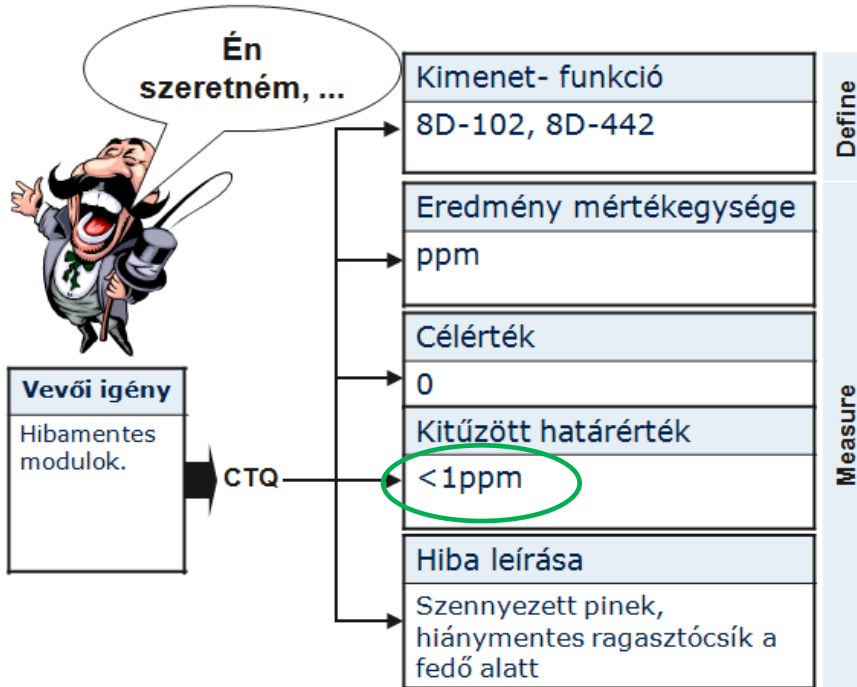 Én
szeretném, ...
Vevői igény
Hibamentes
modulok.
CTQ
Kimenet- funkció
8D-102, 8D-442
Eredmény mértékegysége
ppm
Célérték
0
Kitűzött határérték
<1ppm
Hiba leírása
Szennyezett pinek,
hiánymentes ragasztócsík a
fedő alatt
Define
Measure